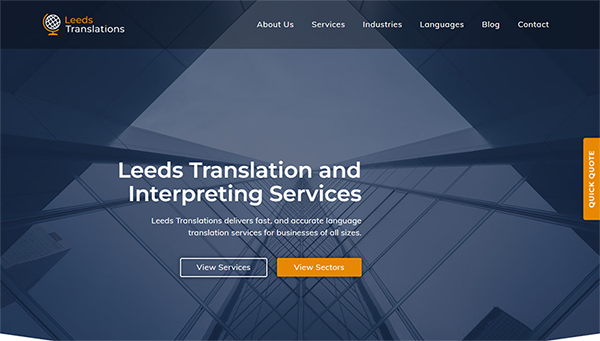 Leeds
Translations
About Us Services Industries Languages Blog Contact
Leeds Translation and
Interpreting Services
Leeds Translations delivers fast, and accurate language
translation services for businesses of all sizes.
View Services View Sectors
QUICK QUOTE